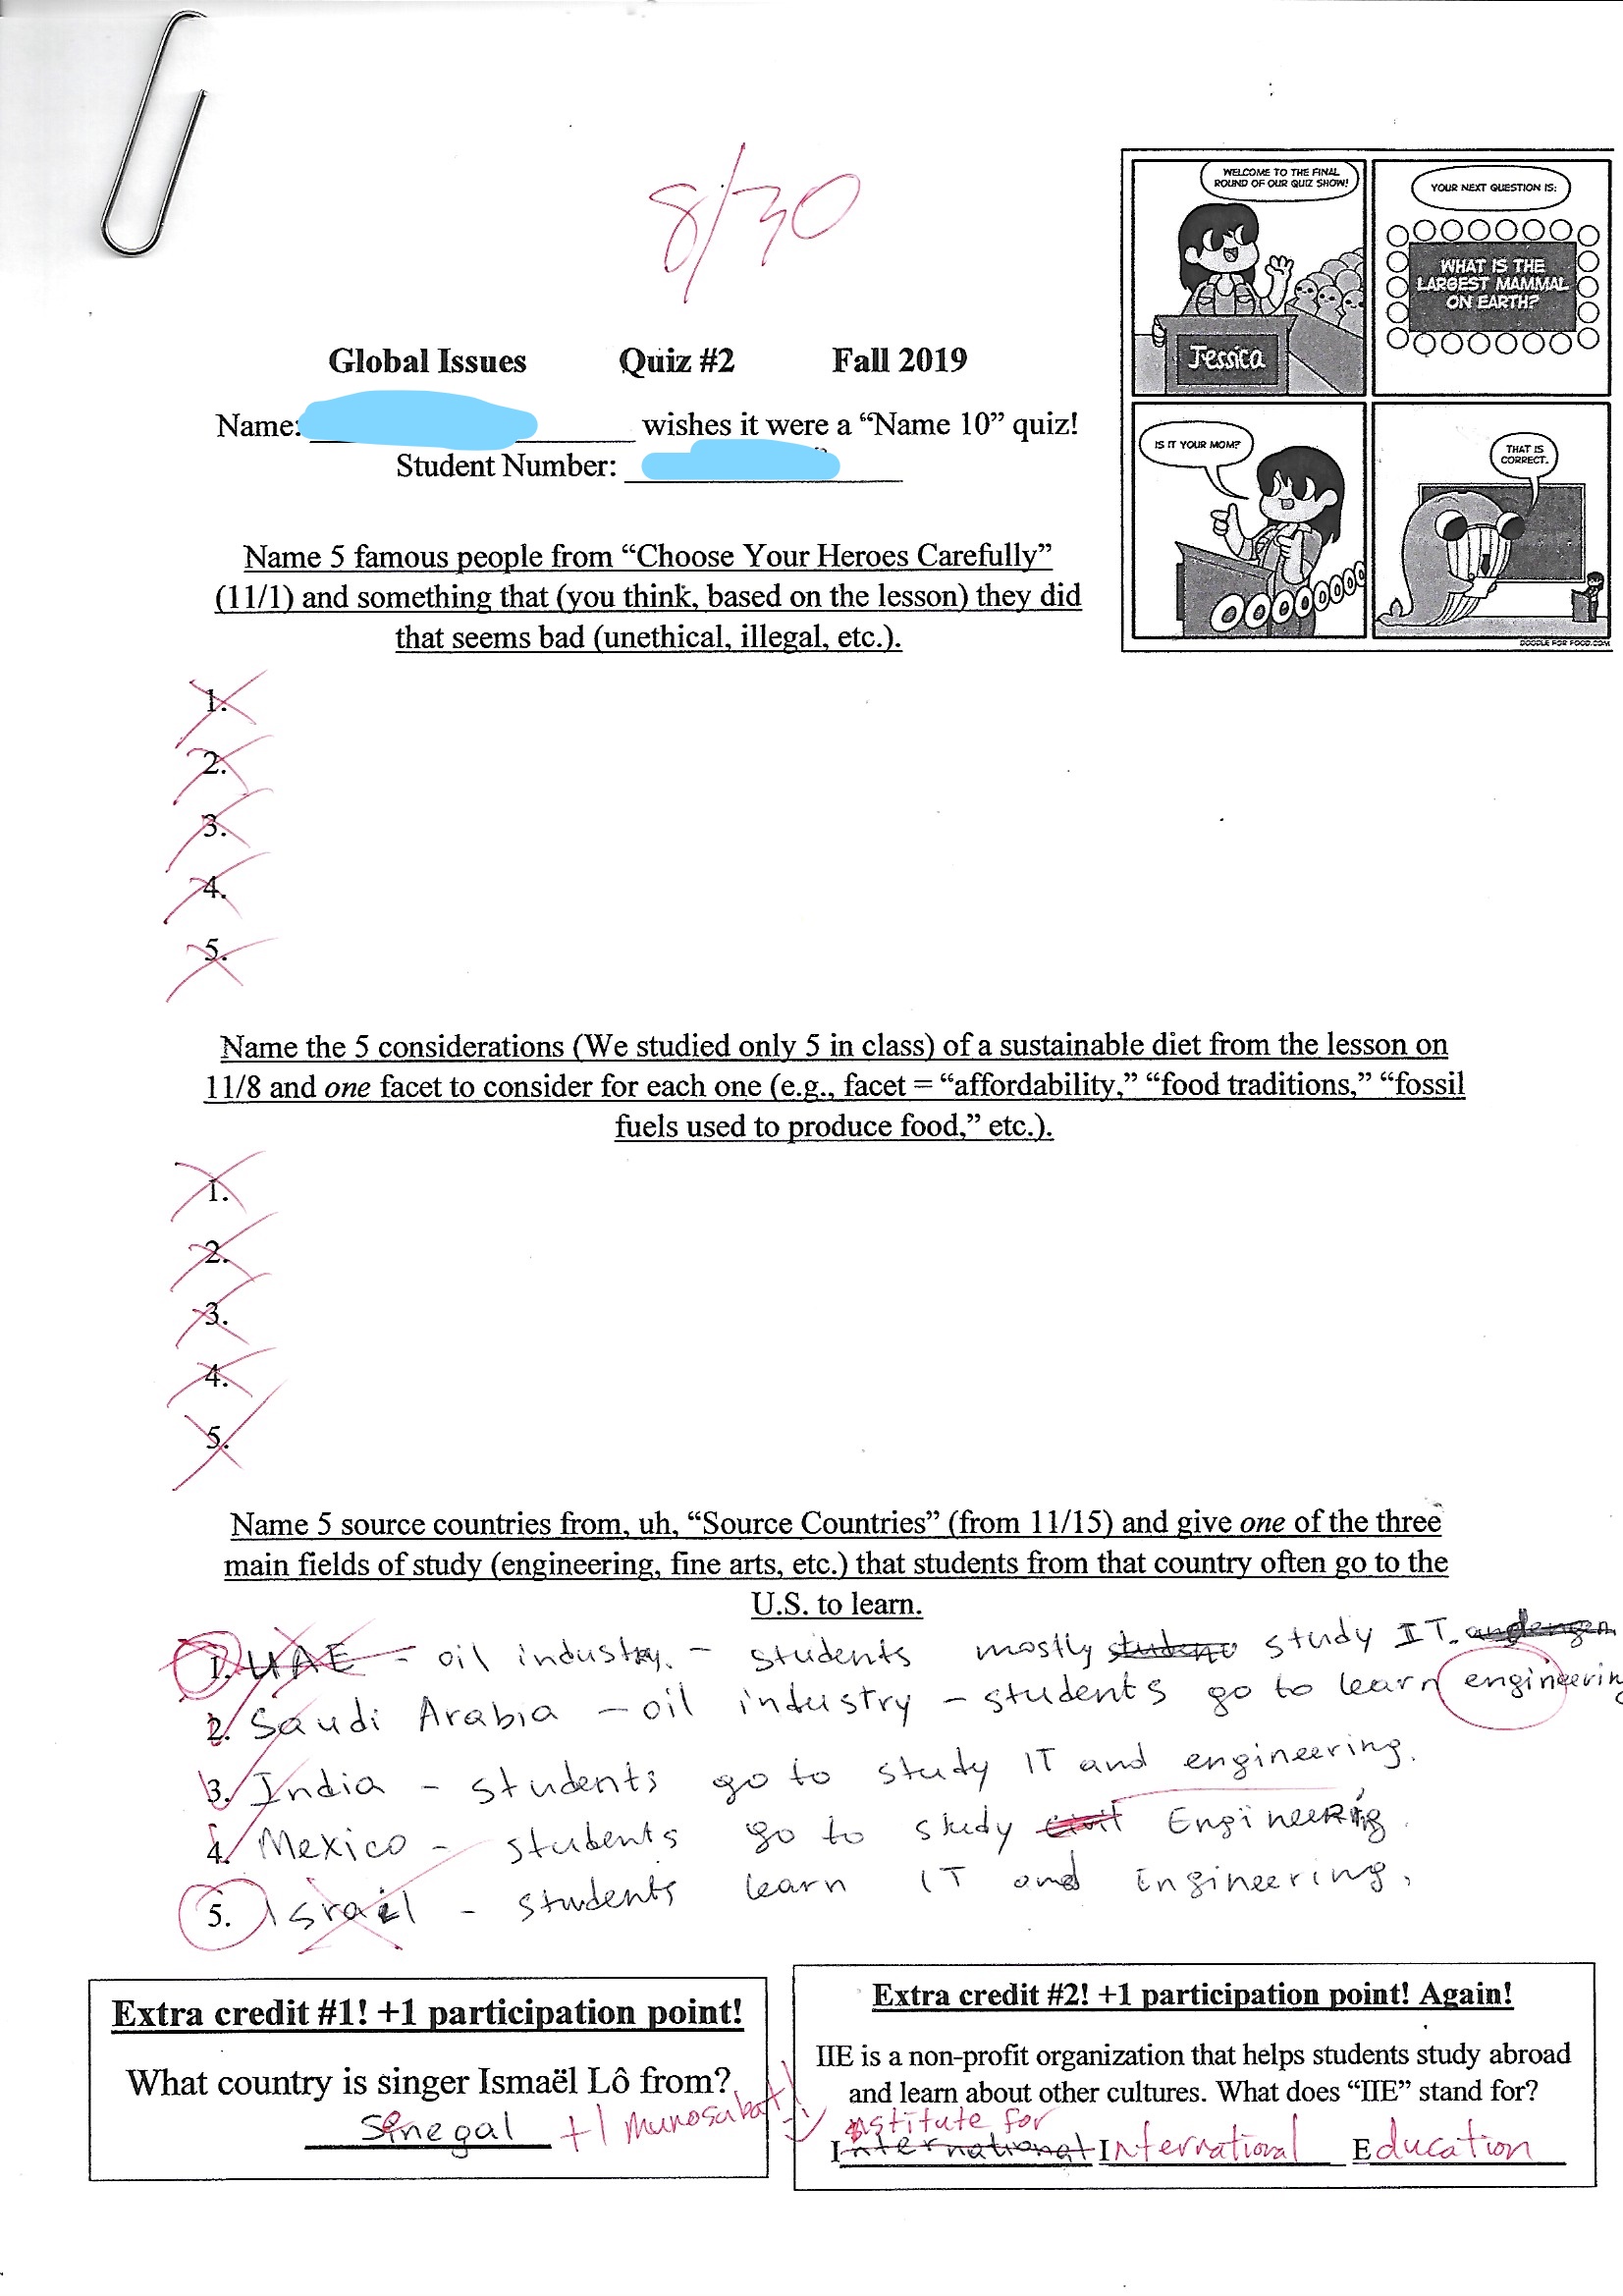 8/30
WELCOME TO THE FINAL
ROUND OF OUR QUIZ SHOW!
Jessica
YOUR NEXT QUESTION IS:
WHAT IS THE
LARGEST MAMMAL
ON EARTH?
IS IT YOUR MOM?
OOOOOOOOO
THAT IS
CORRECT.
DOODLE FOR FOOD.COM
Global Issues Quiz #2 Fall 2019
Name: wishes it were a “Name 10” quiz!
Student Number:
Name 5 famous people from “Choose Your Heroes Carefully”
(11/1) and something that (you think, based on the lesson) they did
that seems bad (unethical, illegal, etc.).
1.
2.
3.
4.
5.
Name the 5 considerations (We studied only 5 in class) of a sustainable diet from the lesson on
11/8 and one facet to consider for each one (e.g., facet = “affordability,” “food traditions,” “fossil
fuels used to produce food,” etc.).
1.
2.
3.
4.
5.
Name 5 source countries from, uh, “Source Countries” (from 11/15) and give one of the three
main fields of study (engineering, fine arts, etc.) that students from that country often go to the
U.S. to learn.
1. UAE - oil industry. - students mostly study IT.
2. Saudi Arabia - oil industry - students go to learn engineerin
3. India - students go to study IT and engineering.
4. Mexico - students go to study civil Engineering.
5. Israel - students learn IT and Engineering.
Extra credit #1! +1 participation point!
What country is singer Ismaël Lô from?
Senegal +1 Munosabat! :)
Extra credit #2! +1 participation point! Again!
IIE is a non-profit organization that helps students study abroad
and learn about other cultures. What does “IIE” stand for?
nstitute for
International International Education